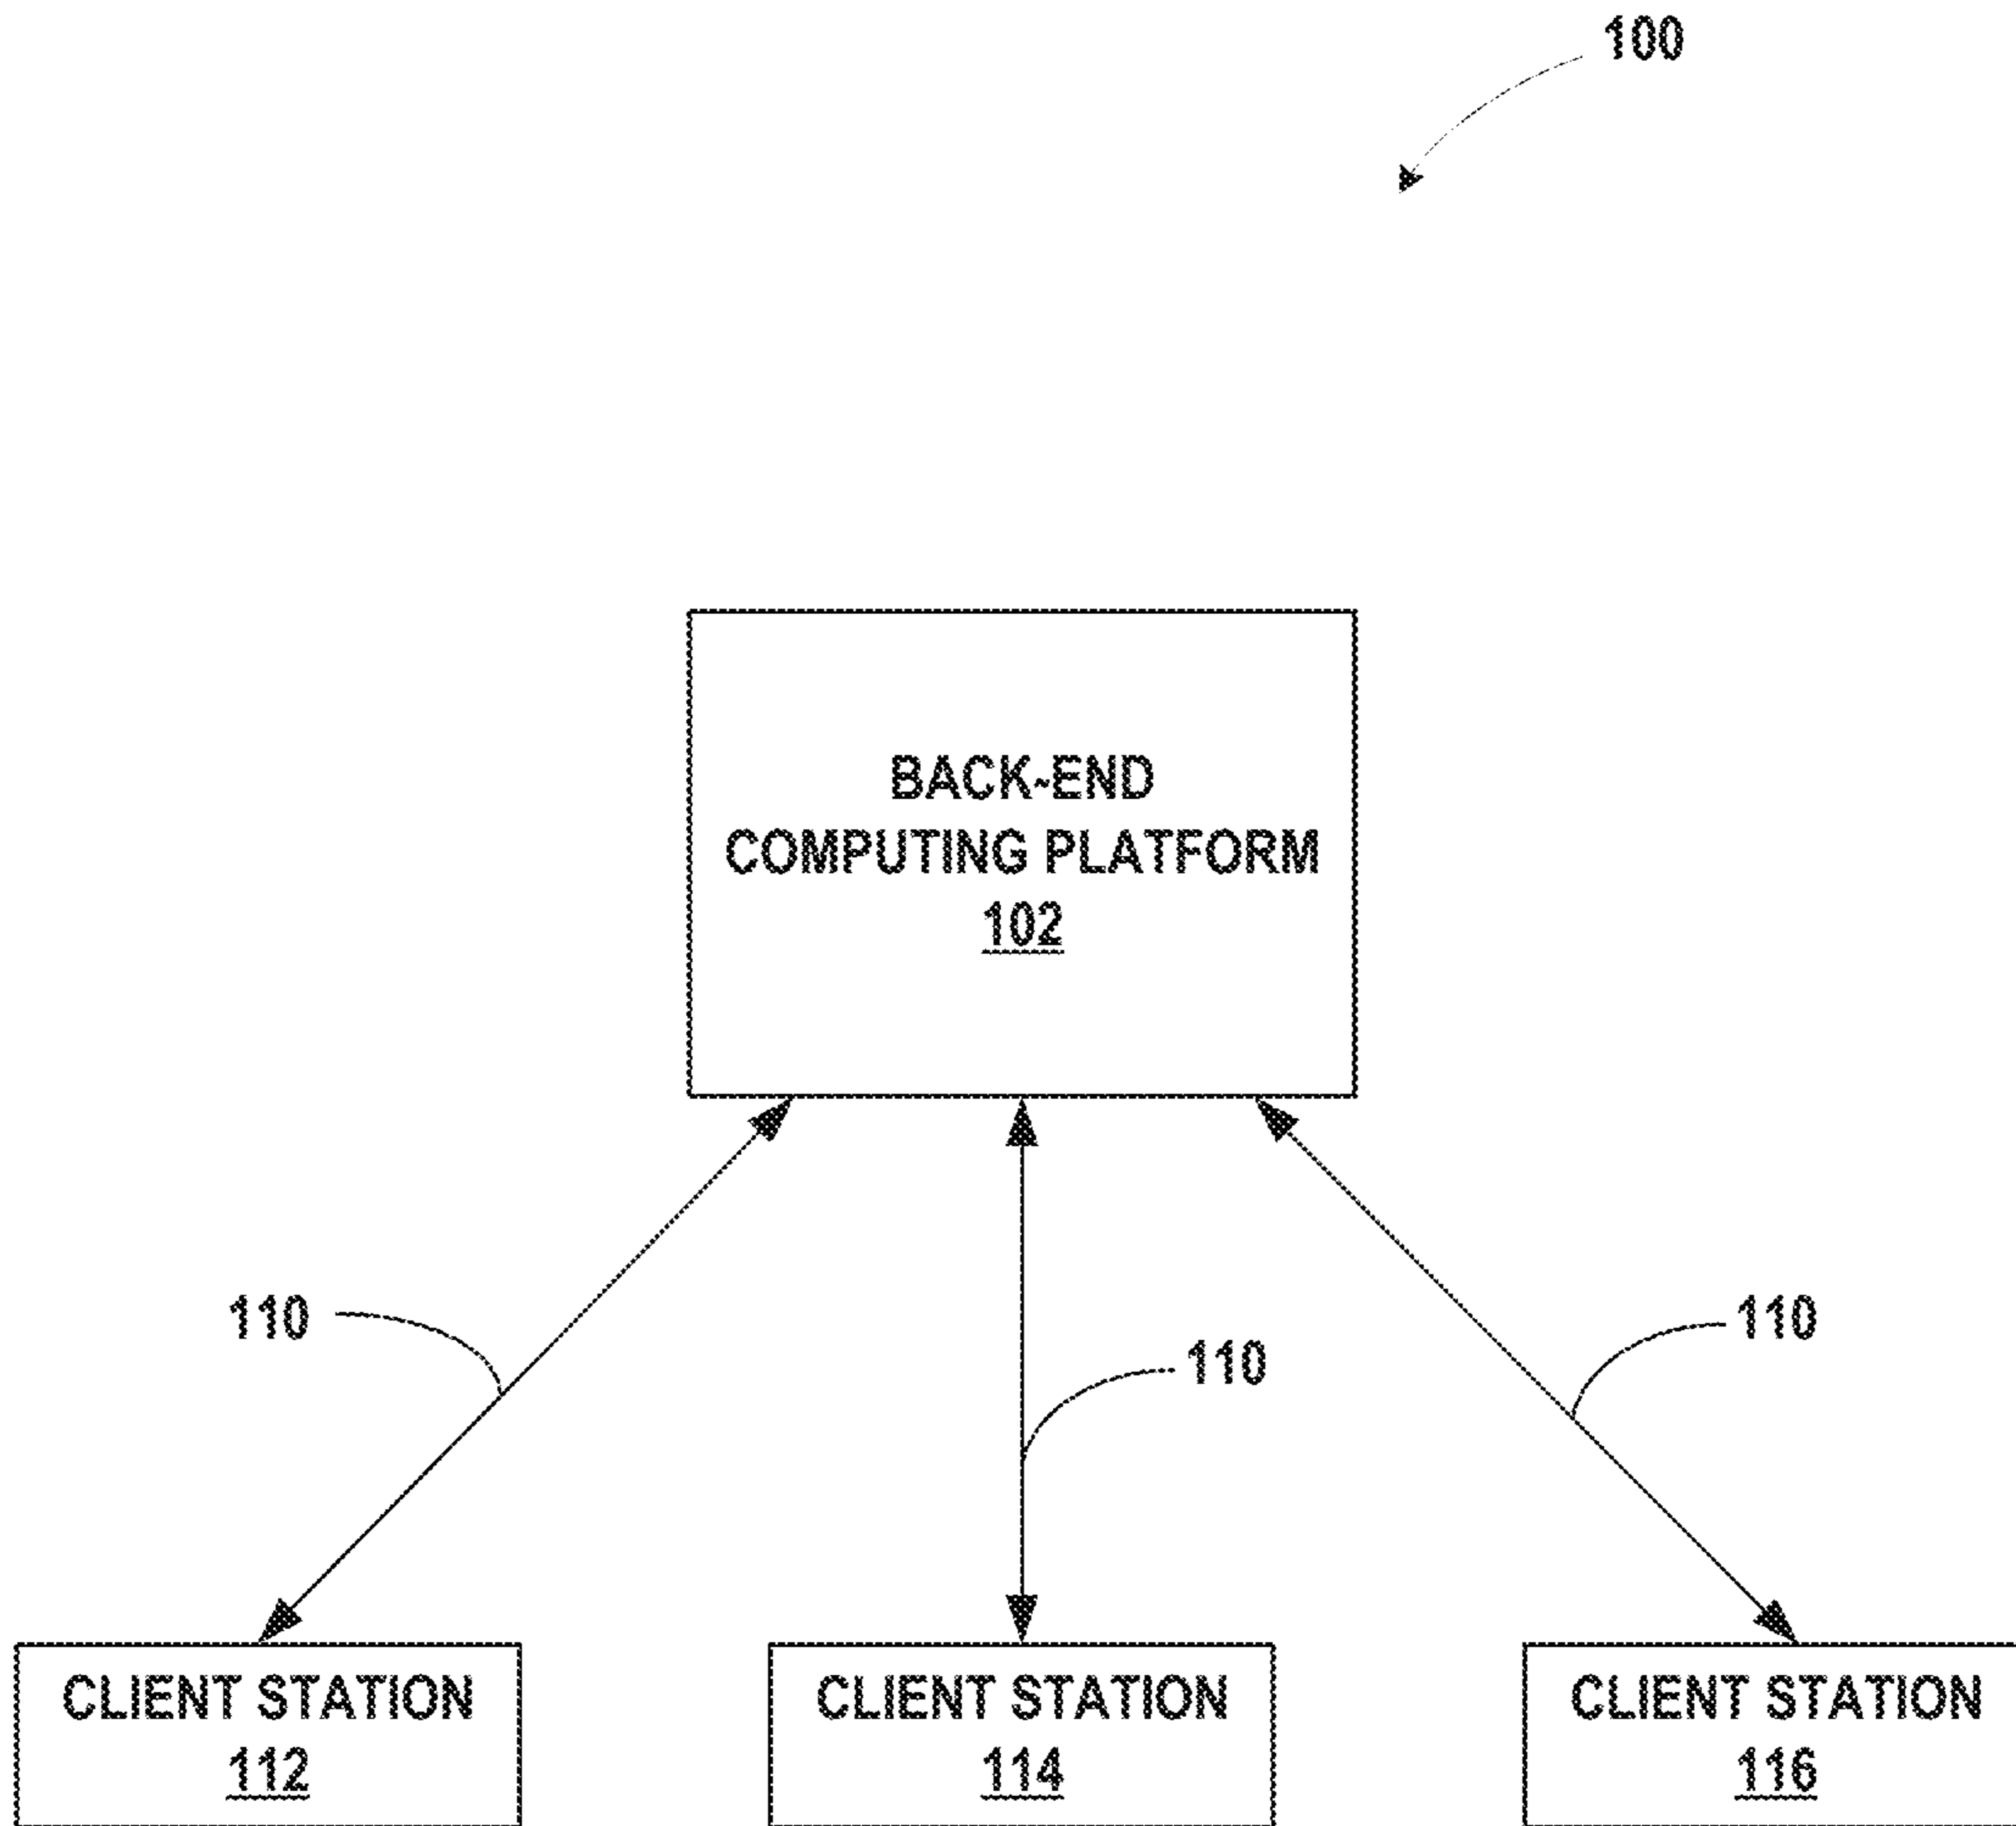 100
BACK-END
COMPUTING PLATFORM
102
110
110
110
CLIENT STATION
112
CLIENT STATION
114
CLIENT STATION
116